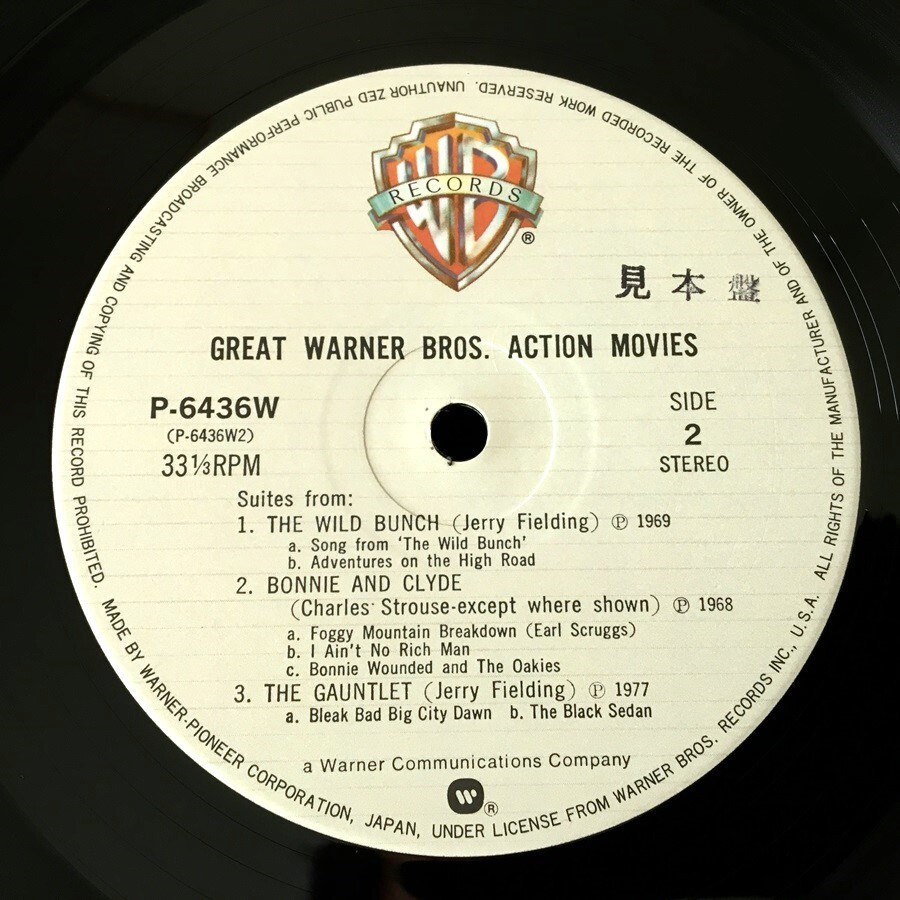 WB
RECORDS
®
見本盤
GREAT WARNER BROS. ACTION MOVIES
P-6436W
(P-6436W2)
33⅓RPM
SIDE
2
STEREO
Suites from:
1. THE WILD BUNCH (Jerry Fielding) ℗ 1969
a. Song from ‘The Wild Bunch’
b. Adventures on the High Road
2. BONNIE AND CLYDE
(Charles Strouse-except where shown) ℗ 1968
a. Foggy Mountain Breakdown (Earl Scruggs)
b. I Ain't No Rich Man
c. Bonnie Wounded and The Oakies
3. THE GAUNTLET (Jerry Fielding) ℗ 1977
a. Bleak Bad Big City Dawn b. The Black Sedan
a Warner Communications Company
W®
MADE BY WARNER-PIONEER CORPORATION, JAPAN, UNDER LICENSE FROM WARNER BROS. RECORDS INC., U.S.A. ALL RIGHTS OF THE MANUFACTURER AND OF THE OWNER OF THE RECORDED WORK RESERVED. UNAUTHOR ZED PUBLIC PERFORMANCE BROADCASTING AND COPYING OF THIS RECORD PROHIBITED.